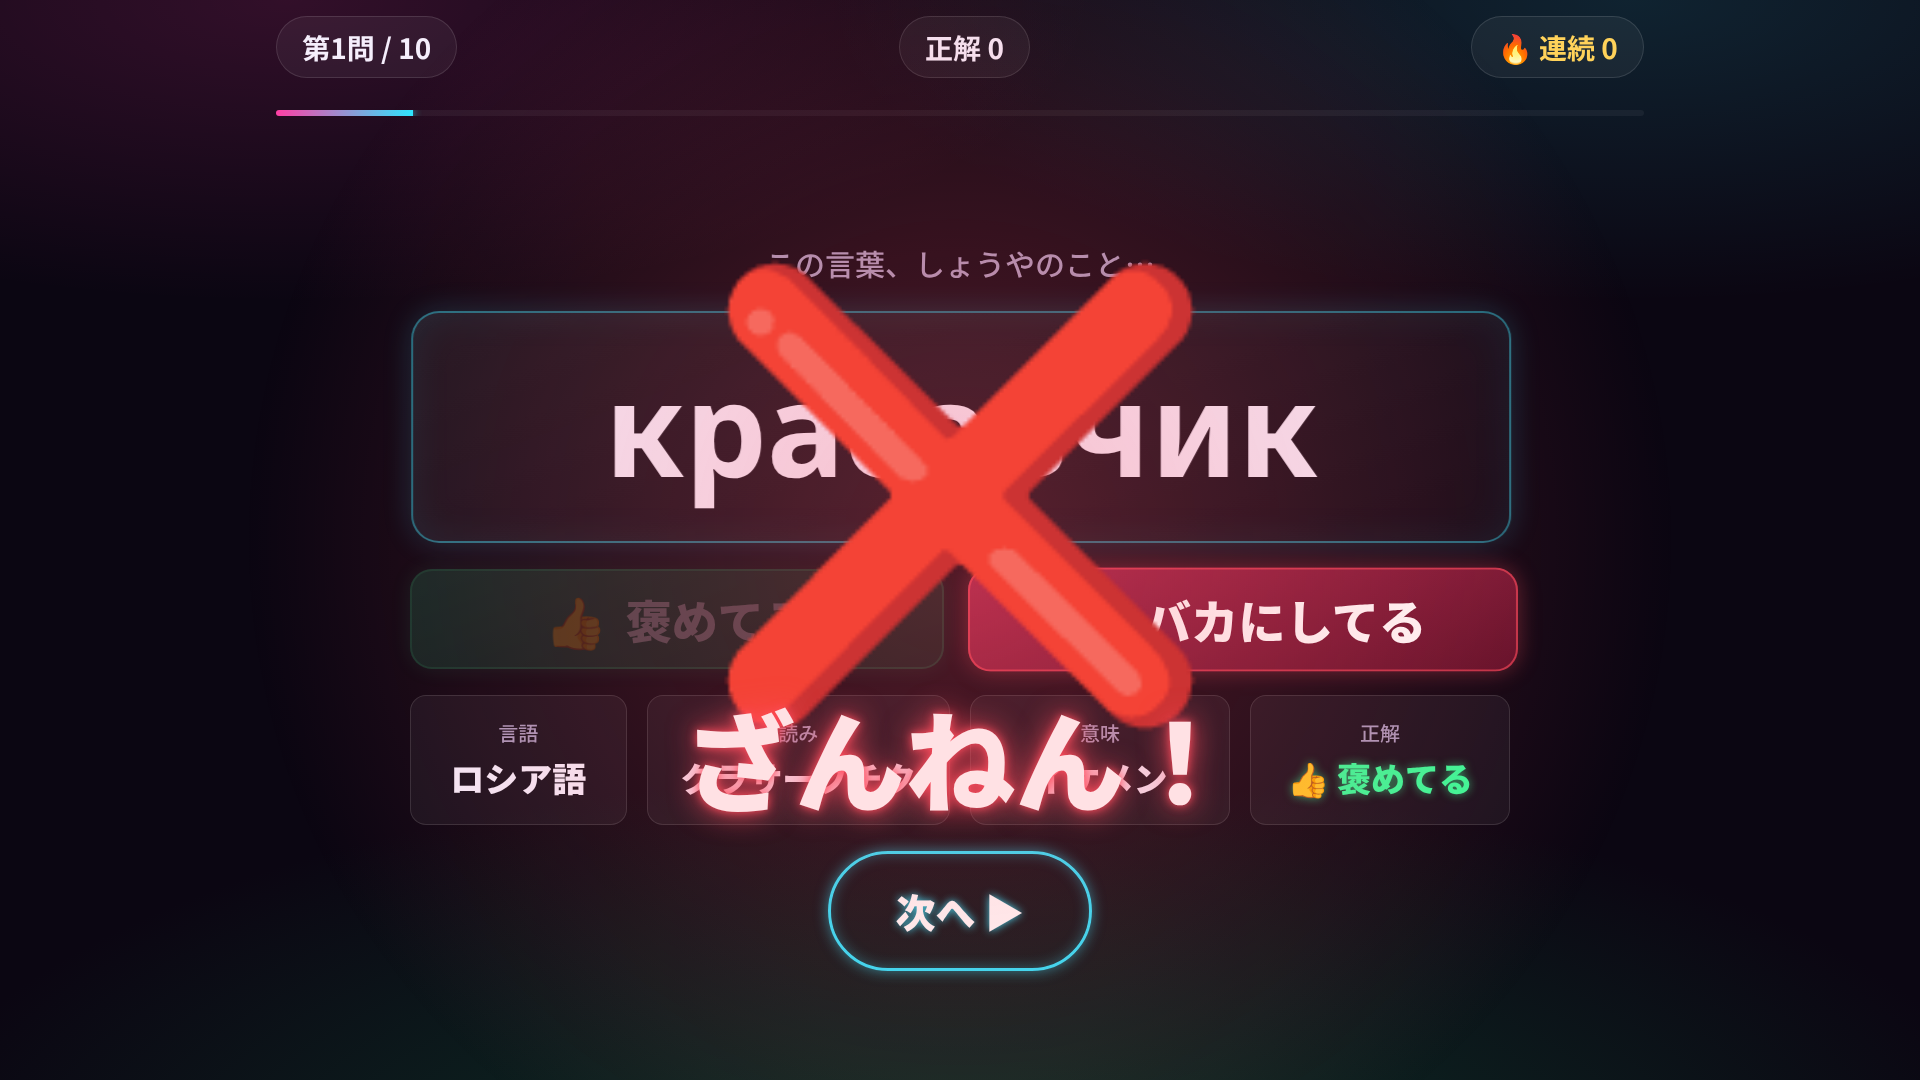 第1問 / 10
正解 0
🔥 連続 0
この言葉、しょうやのこと…
👍 褒めて
バカにしてる
言語
ロシア語
読み
意味
正解
👍 褒めてる
ざんねん！
次へ ▶